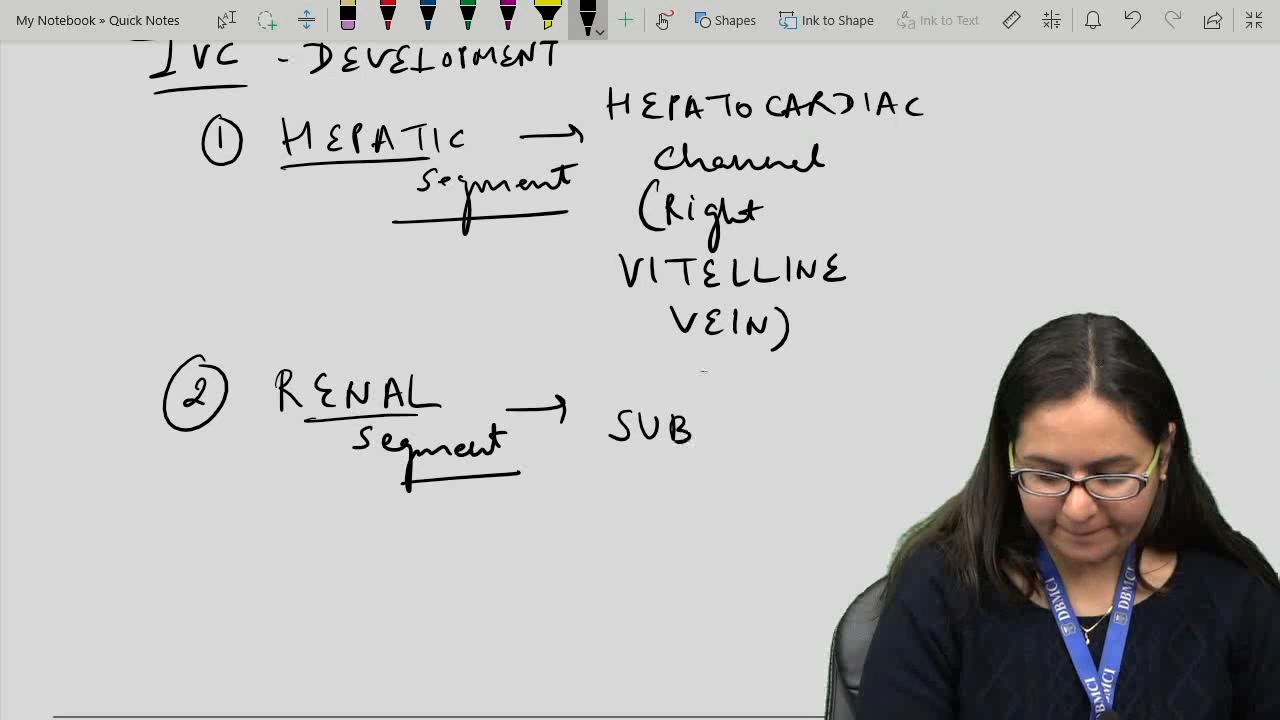 My Notebook » Quick Notes
Shapes
Ink to Shape
Ink to Text
IVC - DEVELOPMENT
① HEPATIC → HEPATOCARDIAC
segment
channel
(Right
VITELLINE
VEIN)
② RENAL → SUB
segment
DBMCI
DBMCI